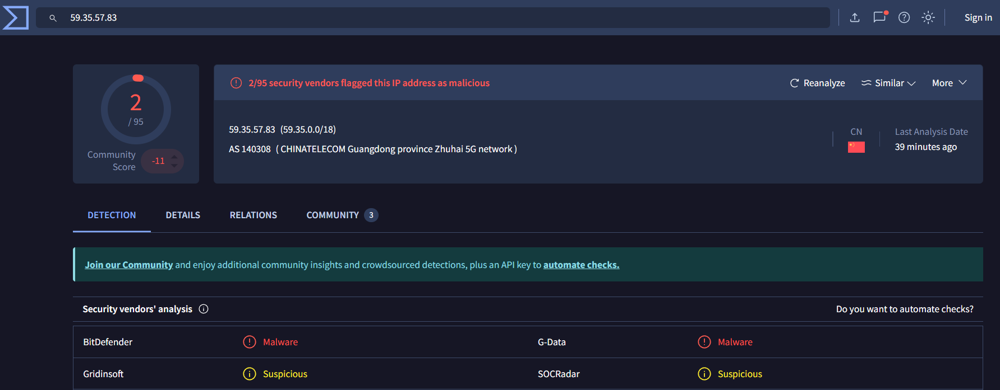 59.35.57.83
Sign in
2
/ 95
Community
Score
-11
2/95 security vendors flagged this IP address as malicious
Reanalyze
Similar
More
59.35.57.83 (59.35.0.0/18)
AS 140308 ( CHINATELECOM Guangdong province Zhuhai 5G network )
CN
Last Analysis Date
39 minutes ago
DETECTION
DETAILS
RELATIONS
COMMUNITY 3
Join our Community and enjoy additional community insights and crowdsourced detections, plus an API key to automate checks.
Security vendors' analysis
Do you want to automate checks?
BitDefender
Malware
G-Data
Malware
Gridinsoft
Suspicious
SOCRadar
Suspicious